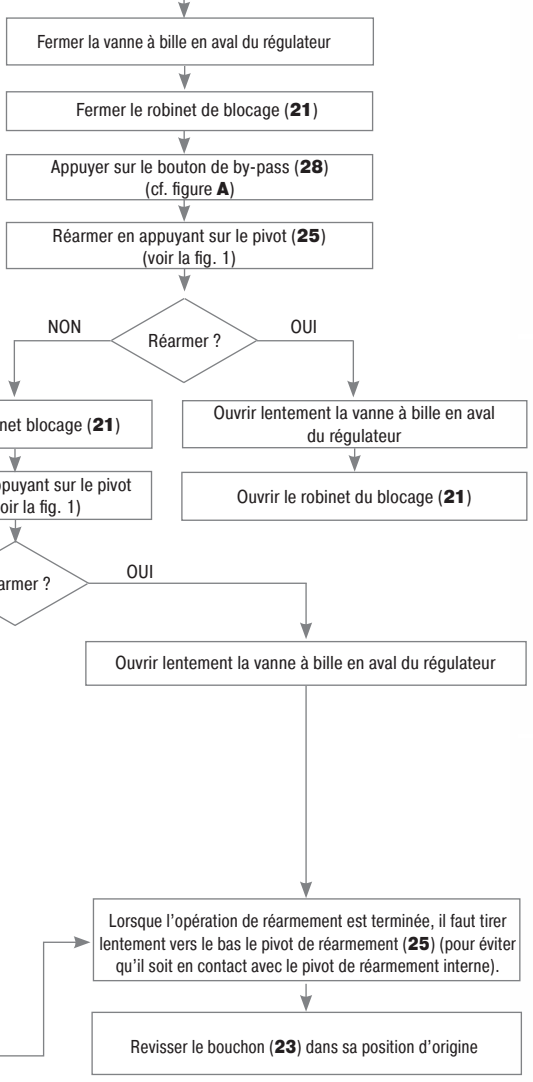 Fermer la vanne à bille en aval du régulateur
Fermer le robinet de blocage (21)
Appuyer sur le bouton de by-pass (28)
(cf. figure A)
Réarmer en appuyant sur le pivot (25)
(voir la fig. 1)
NON
Réarmer ?
OUI
blocage (21)
Ouvrir lentement la vanne à bille en aval
du régulateur
sur le pivot
la fig. 1)
Ouvrir le robinet du blocage (21)
?
OUI
Ouvrir lentement la vanne à bille en aval du régulateur
Lorsque l'opération de réarmement est terminée, il faut tirer
lentement vers le bas le pivot de réarmement (25) (pour éviter
qu'il soit en contact avec le pivot de réarmement interne).
Revisser le bouchon (23) dans sa position d'origine